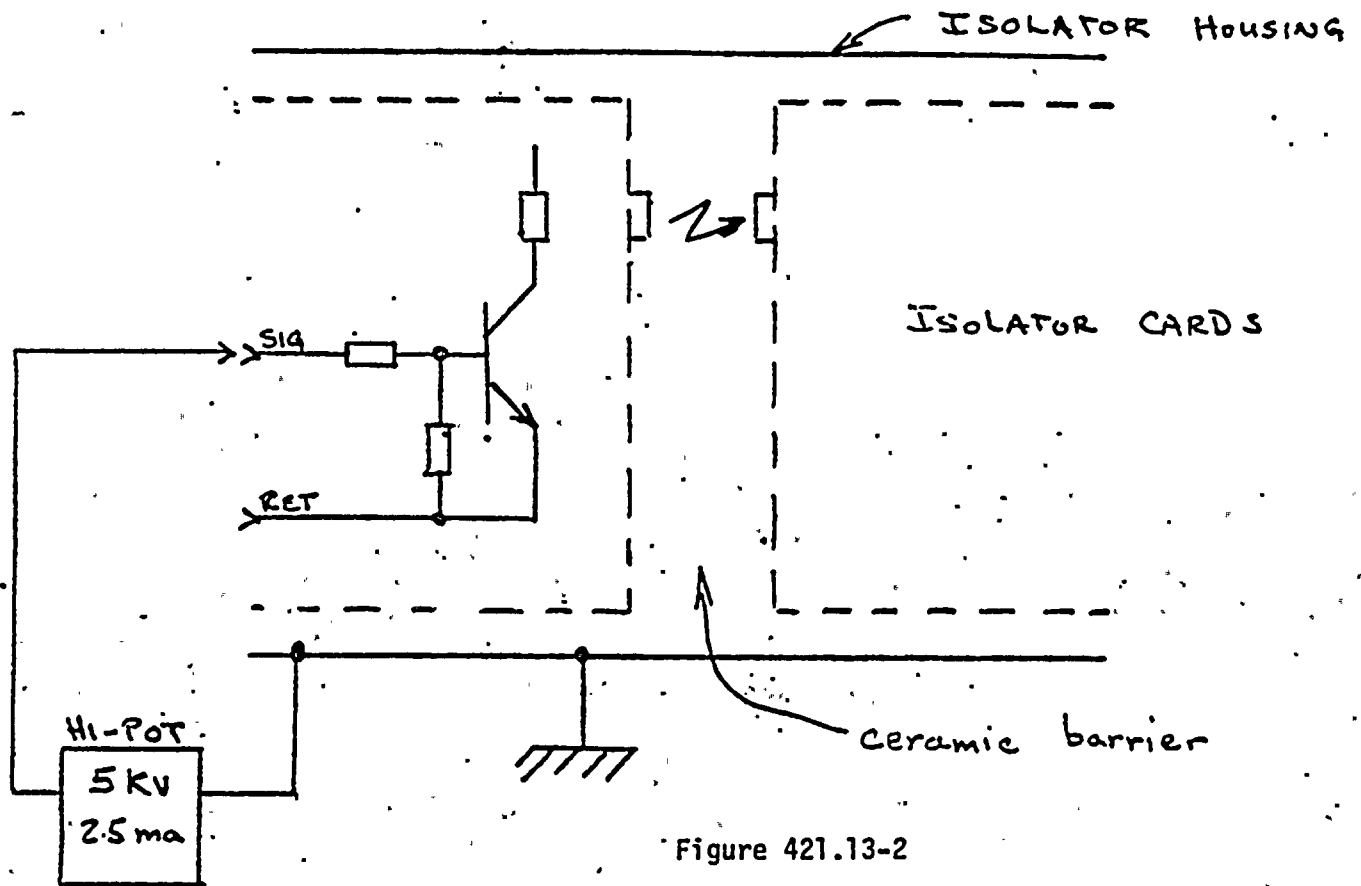 ISOLATOR HOUSING
SIG
ISOLATOR CARDS
RET
HI-POT
5 KV
2.5 ma
ceramic barrier
Figure 421.13-2